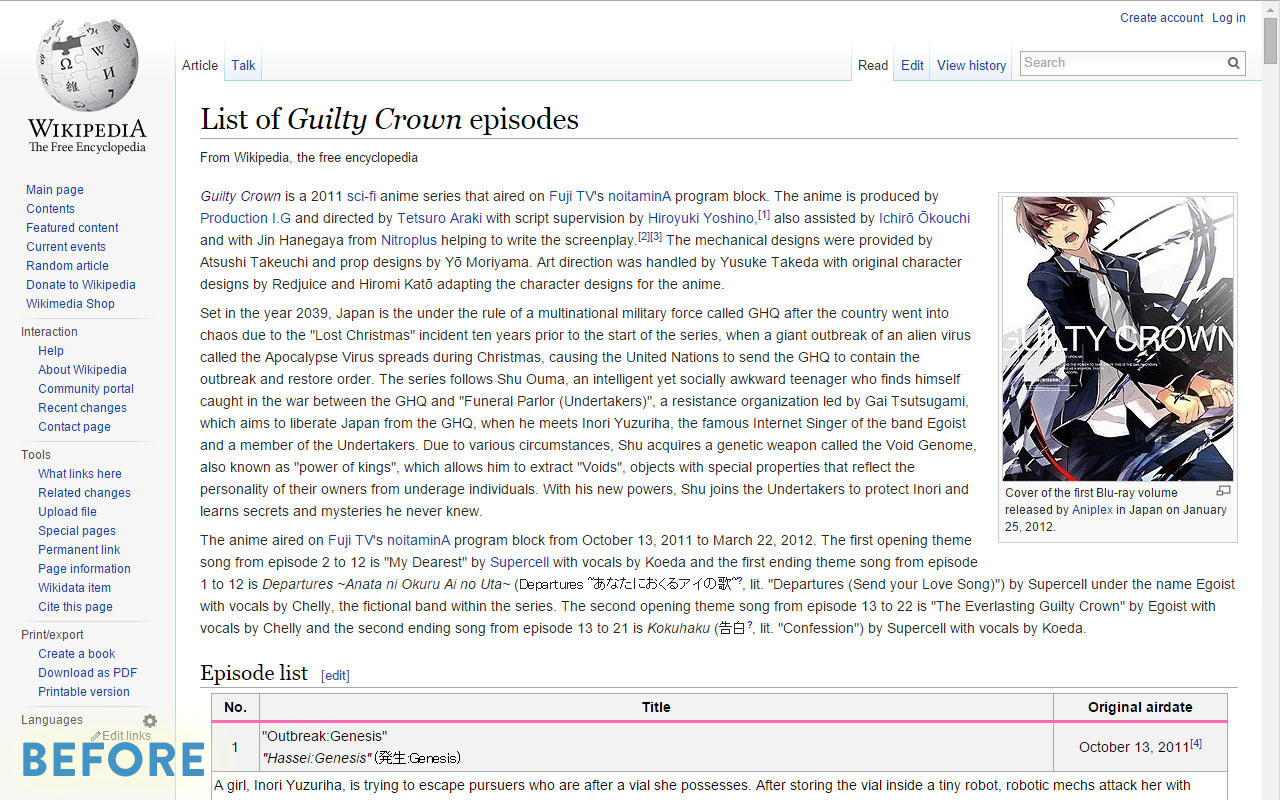 Create account Log in
Article Talk Read Edit View history Search
WIKIPEDIA
The Free Encyclopedia
Main page
Contents
Featured content
Current events
Random article
Donate to Wikipedia
Wikimedia Shop
Interaction
Help
About Wikipedia
Community portal
Recent changes
Contact page
Tools
What links here
Related changes
Upload file
Special pages
Permanent link
Page information
Wikidata item
Cite this page
Print/export
Create a book
Download as PDF
Printable version
Languages
Edit links
BEFORE
List of Guilty Crown episodes
From Wikipedia, the free encyclopedia
Guilty Crown is a 2011 sci-fi anime series that aired on Fuji TV's noitaminA program block. The anime is produced by
Production I.G and directed by Tetsuro Araki with script supervision by Hiroyuki Yoshino,[1] also assisted by Ichirō Ōkouchi
and with Jin Hanegaya from Nitroplus helping to write the screenplay.[2][3] The mechanical designs were provided by
Atsushi Takeuchi and prop designs by Yō Moriyama. Art direction was handled by Yusuke Takeda with original character
designs by Redjuice and Hiromi Katō adapting the character designs for the anime.
Set in the year 2039, Japan is the under the rule of a multinational military force called GHQ after the country went into
chaos due to the "Lost Christmas" incident ten years prior to the start of the series, when a giant outbreak of an alien virus
called the Apocalypse Virus spreads during Christmas, causing the United Nations to send the GHQ to contain the
outbreak and restore order. The series follows Shu Ouma, an intelligent yet socially awkward teenager who finds himself
caught in the war between the GHQ and "Funeral Parlor (Undertakers)", a resistance organization led by Gai Tsutsugami,
which aims to liberate Japan from the GHQ, when he meets Inori Yuzuriha, the famous Internet Singer of the band Egoist
and a member of the Undertakers. Due to various circumstances, Shu acquires a genetic weapon called the Void Genome,
also known as "power of kings", which allows him to extract "Voids", objects with special properties that reflect the
personality of their owners from underage individuals. With his new powers, Shu joins the Undertakers to protect Inori and
learns secrets and mysteries he never knew.
The anime aired on Fuji TV's noitaminA program block from October 13, 2011 to March 22, 2012. The first opening theme
song from episode 2 to 12 is "My Dearest" by Supercell with vocals by Koeda and the first ending theme song from episode
1 to 12 is Departures ~Anata ni Okuru Ai no Uta~ (Departures ~あなたにおくるアイの歌~?, lit. "Departures (Send your Love Song)") by Supercell under the name Egoist
with vocals by Chelly, the fictional band within the series. The second opening theme song from episode 13 to 22 is "The Everlasting Guilty Crown" by Egoist with
vocals by Chelly and the second ending song from episode 13 to 21 is Kokuhaku (告白?, lit. "Confession") by Supercell with vocals by Koeda.
GUILTY CROWN
Cover of the first Blu-ray volume
released by Aniplex in Japan on January
25, 2012.
Episode list [edit]
No. Title Original airdate
1 "Outbreak:Genesis"
"Hassei:Genesis" (発生:Genesis) October 13, 2011[4]
A girl, Inori Yuzuriha, is trying to escape pursuers who are after a vial she possesses. After storing the vial inside a tiny robot, robotic mechs attack her with